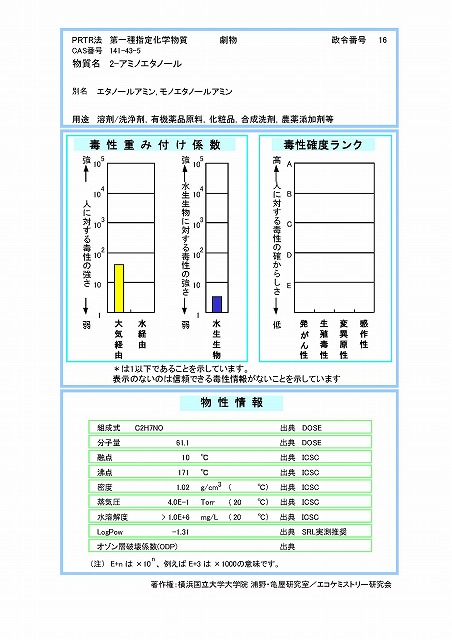 PRTR法 第一種指定化学物質 劇物 政令番号 16
CAS番号 141-43-5
物質名 2-アミノエタノール
別名 エタノールアミン, モノエタノールアミン
用途 溶剤/洗浄剤, 有機薬品原料, 化粧品, 合成洗剤, 農薬添加剤等
毒性重み付け係数
強 人に対する毒性の強さ 弱
10^5
10^4
10^3
10^2
10
1
大気経由 水経由
強 水生生物に対する毒性の強さ 弱
10^5
10^4
10^3
10^2
10
1
水生生物
毒性確度ランク
高 人に対する毒性の確からしさ 低
A
B
C
D
E
発がん性 生殖毒性 変異原性 感作性
*は1以下であることを示しています。
表示のないのは信頼できる毒性情報がないことを示しています
物性情報
組成式 C2H7NO 出典 DOSE
分子量 61.1 出典 DOSE
融点 10 ℃ 出典 ICSC
沸点 171 ℃ 出典 ICSC
密度 1.02 g/cm3 ( ℃) 出典 ICSC
蒸気圧 4.0E-1 Torr (20 ℃) 出典 ICSC
水溶解度 >1.0E+6 mg/L (20 ℃) 出典 ICSC
LogPow -1.31 出典 SRL実測推奨
オゾン層破壊係数(ODP) 出典
(注) E+n は ×10^n、例えば E+3 は ×1000の意味です。
著作権:横浜国立大学大学院 浦野・亀屋研究室/エコケミストリー研究会